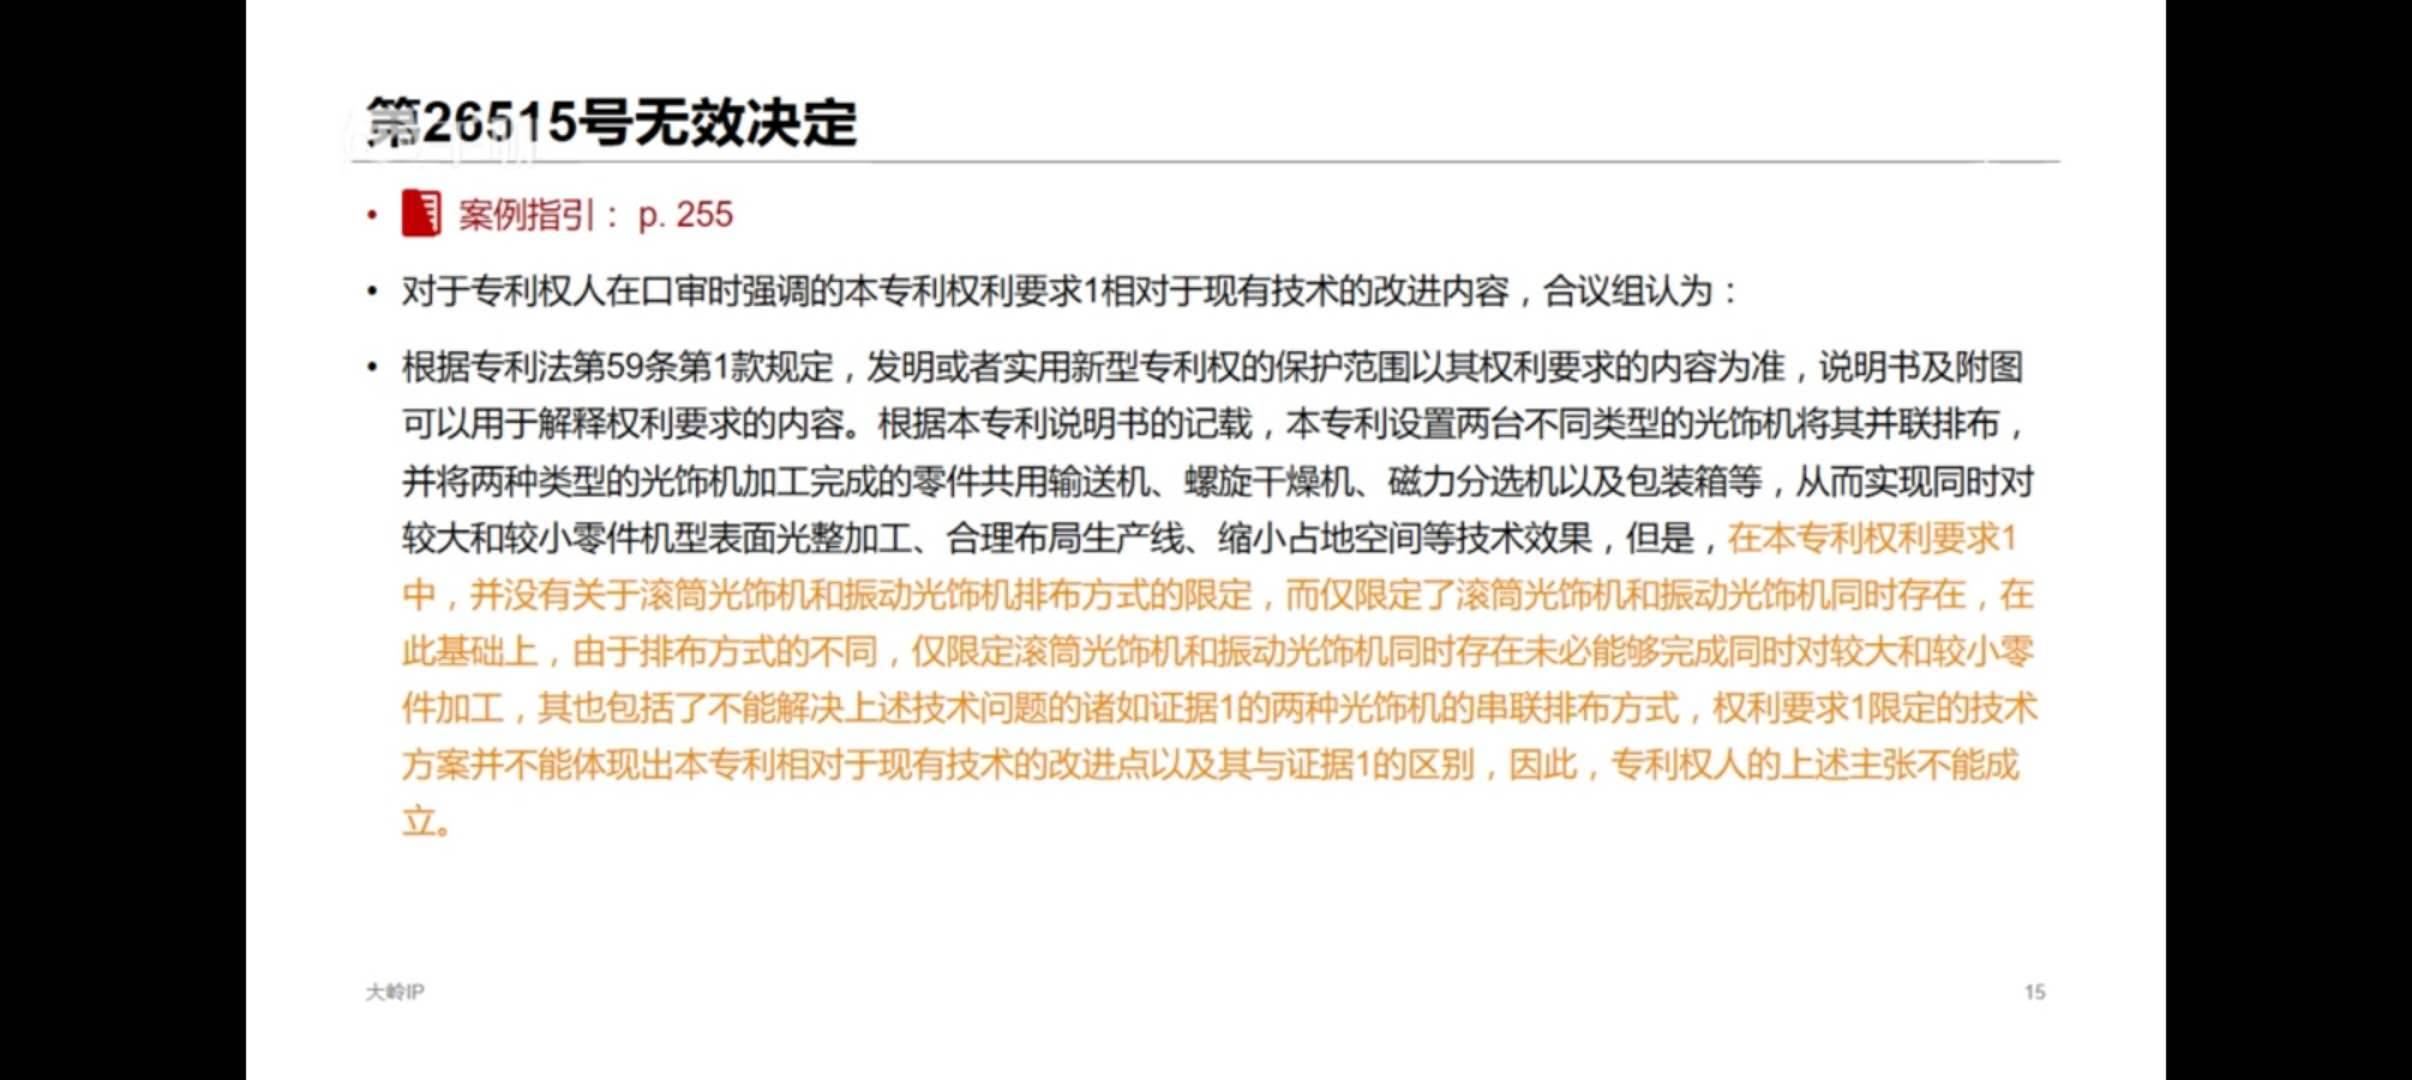 第26515号无效决定
• 案例指引： p. 255
• 对于专利权人在口审时强调的本专利权利要求1相对于现有技术的改进内容，合议组认为：
• 根据专利法第59条第1款规定，发明或者实用新型专利权的保护范围以其权利要求的内容为准，说明书及附图
可以用于解释权利要求的内容。根据本专利说明书的记载，本专利设置两台不同类型的光饰机将其并联排布，
并将两种类型的光饰机加工完成的零件共用输送机、螺旋干燥机、磁力分选机以及包装箱等，从而实现同时对
较大和较小零件机型表面光整加工、合理布局生产线、缩小占地空间等技术效果，但是，在本专利权利要求1
中，并没有关于滚筒光饰机和振动光饰机排布方式的限定，而仅限定了滚筒光饰机和振动光饰机同时存在，在
此基础上，由于排布方式的不同，仅限定滚筒光饰机和振动光饰机同时存在未必能够完成同时对较大和较小零
件加工，其也包括了不能解决上述技术问题的诸如证据1的两种光饰机的串联排布方式，权利要求1限定的技术
方案并不能体现出本专利相对于现有技术的改进点以及其与证据1的区别，因此，专利权人的上述主张不能成
立。
大岭IP
15